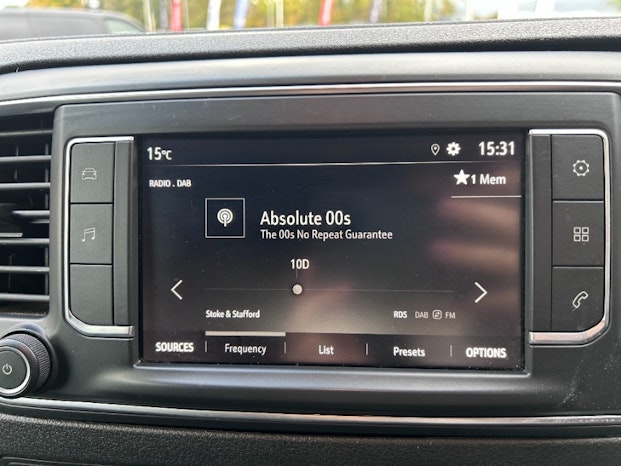 15°C 15:31
RADIO . DAB
1 Mem
Absolute 00s
The 00s No Repeat Guarantee
10D
Stoke & Stafford RDS DAB FM
SOURCES Frequency List Presets OPTIONS